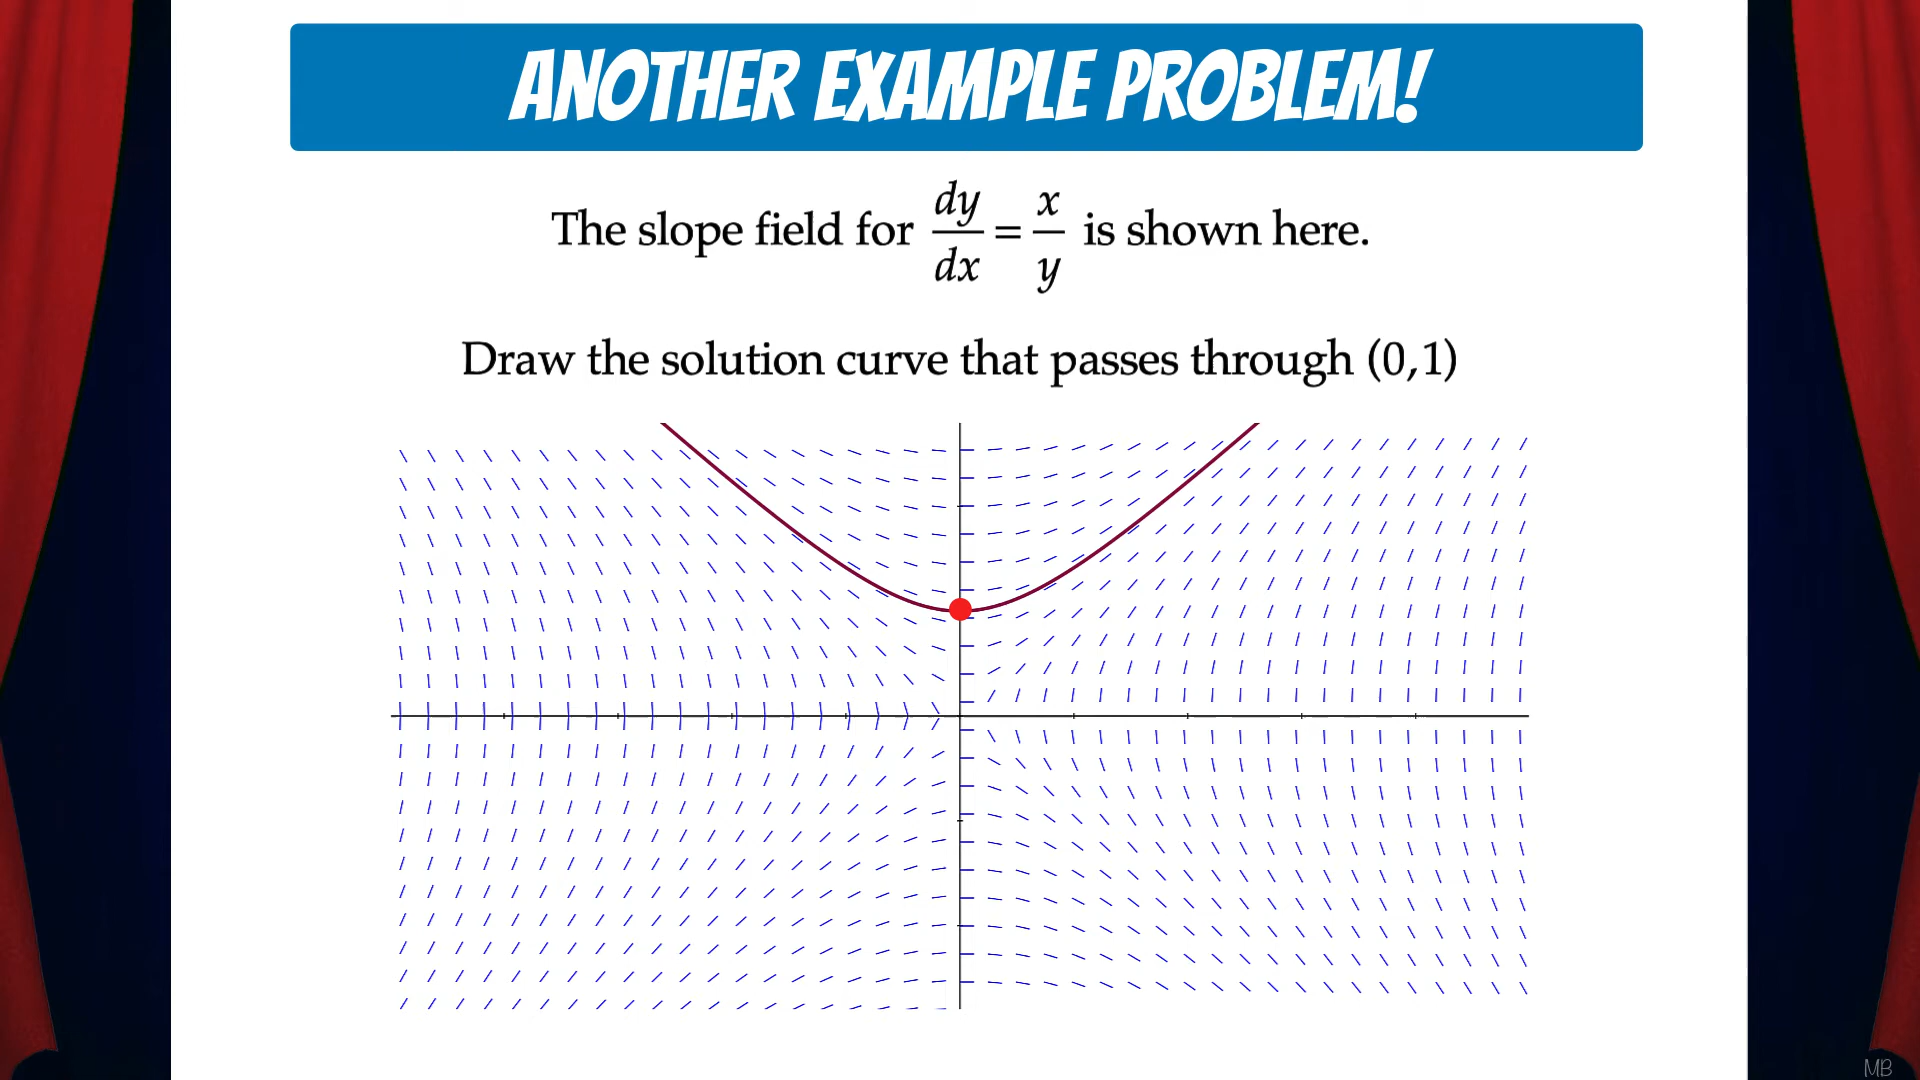 ANOTHER EXAMPLE PROBLEM!
The slope field for dy/dx = x/y is shown here.
Draw the solution curve that passes through (0,1)
MB